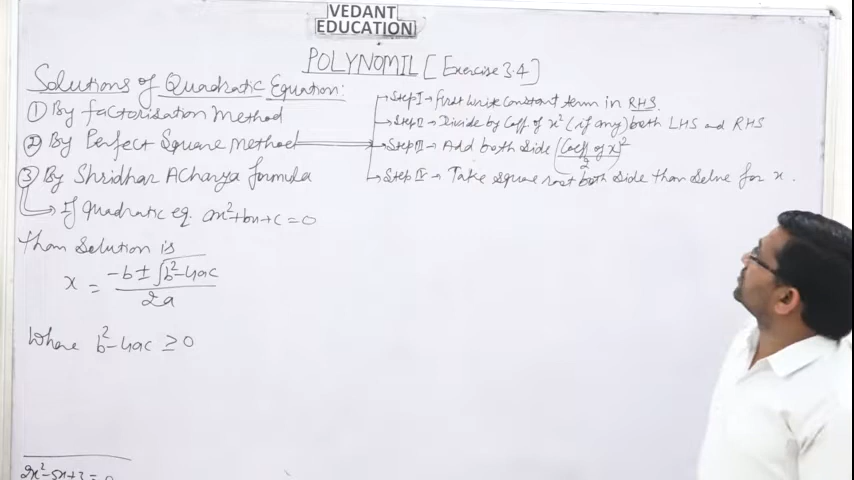 VEDANT
EDUCATION
POLYNOMIL [Exercise 3.4]
Solutions of Quadratic Equation:
① By factorisation Method
② By Perfect Square Method
③ By Shridhar ACharya formula
→ If Quadratic eq. ax²+bx+c=0
than Solution is
x = (-b ± √(b²-4ac))/2a
Where b²-4ac ≥ 0
→ Step I → first write constant term in RHS.
→ Step II → Divide by Coff. of x² (if any) both LHS and RHS
→ Step III → Add both side (Coeff of x/2)²
→ Step IV → Take square root both side than Solve for x.
2x²-5x+3=0